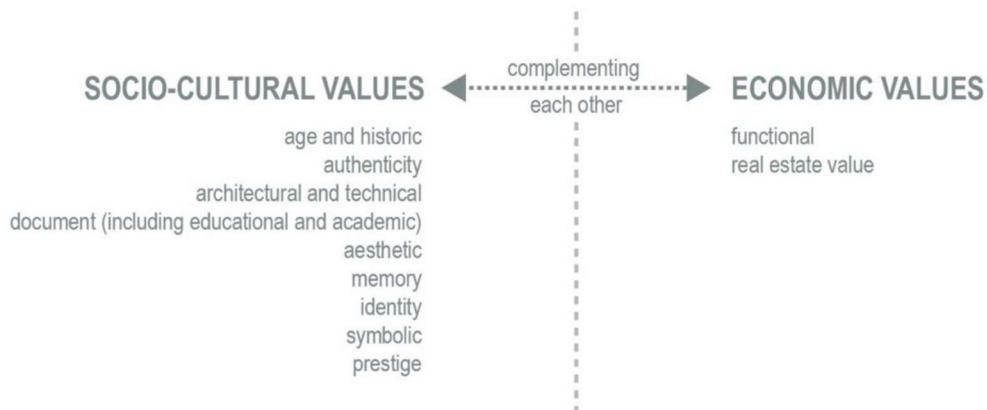 SOCIO-CULTURAL VALUES
age and historic
authenticity
architectural and technical
document (including educational and academic)
aesthetic
memory
identity
symbolic
prestige
complementing
each other
ECONOMIC VALUES
functional
real estate value